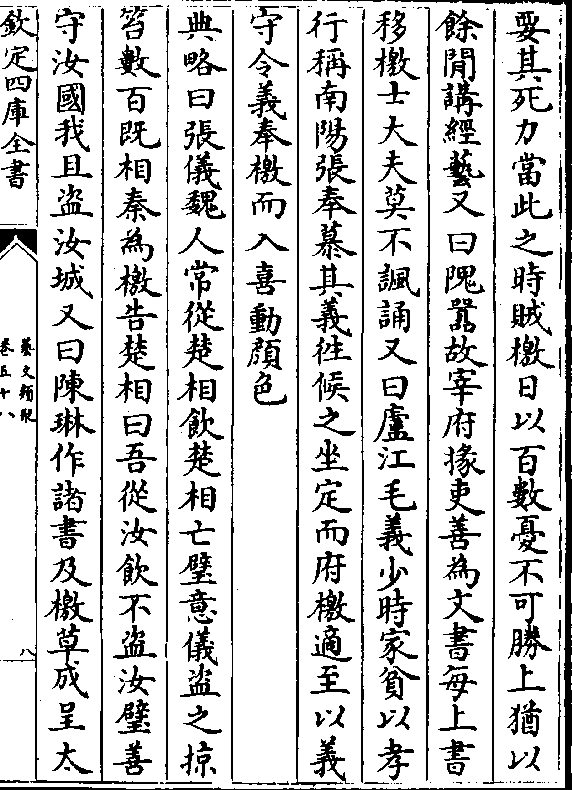 要其死力當此之時賊檄日以百數憂不可勝上猶以
餘閒講經藝又曰隗嚻故宰府掾吏善為文書每上書
移檄士大夫莫不諷誦又曰廬江毛義少時家貧以孝
行稱南陽張奉慕其義往候之坐定而府檄適至以義
守令義奉檄而入喜動顔色
典略曰張儀魏人常從楚相飲楚相亡璧意儀盜之掠
笞數百既相秦為檄告楚相曰吾從汝飲不盜汝璧善
守汝國我且盜汝城又曰陳琳作諸書及檄草成呈太
欽定四庫全書
藝文類聚
卷五十八
八